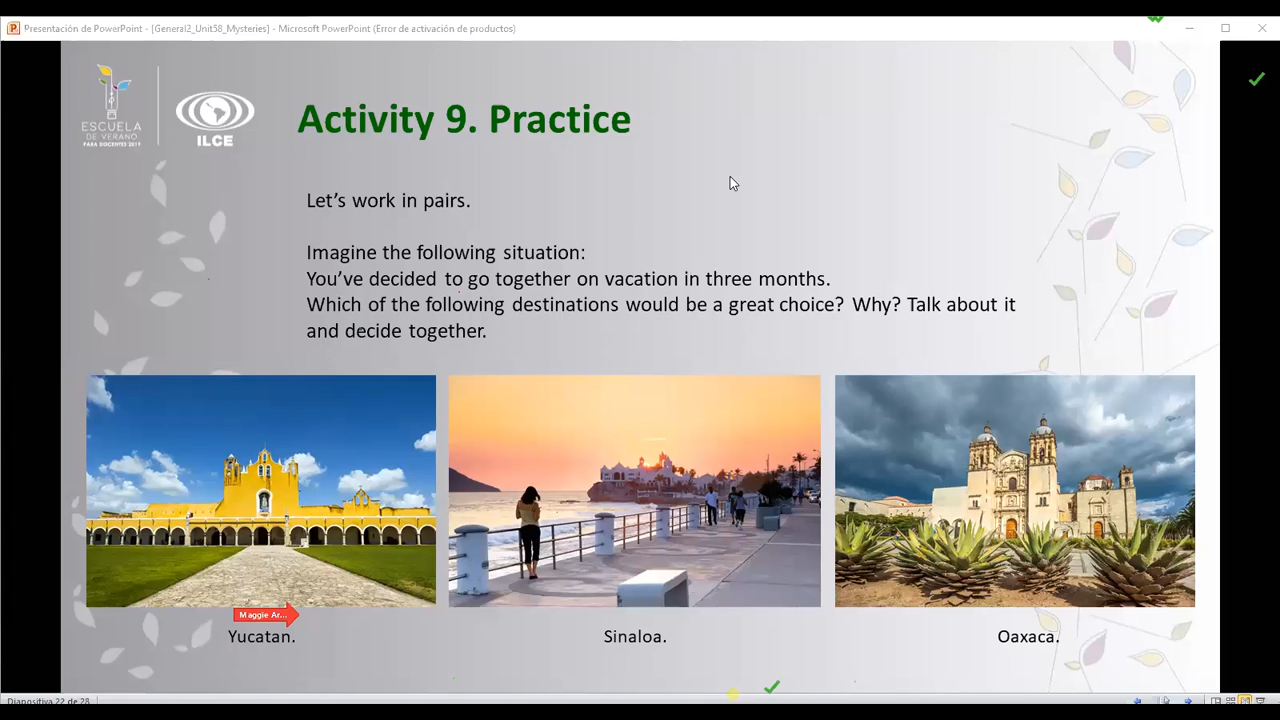 Presentación de PowerPoint - [General2_Unit58_Mysteries] - Microsoft PowerPoint (Error de activación de productos)
ESCUELA
DE VERANO
PARA DOCENTES 2019
ILCE
Activity 9. Practice
Let’s work in pairs.
Imagine the following situation:
You’ve decided to go together on vacation in three months.
Which of the following destinations would be a great choice? Why? Talk about it
and decide together.
Maggie Ar...
Yucatan.
Sinaloa.
Oaxaca.
Diapositiva 22 de 28